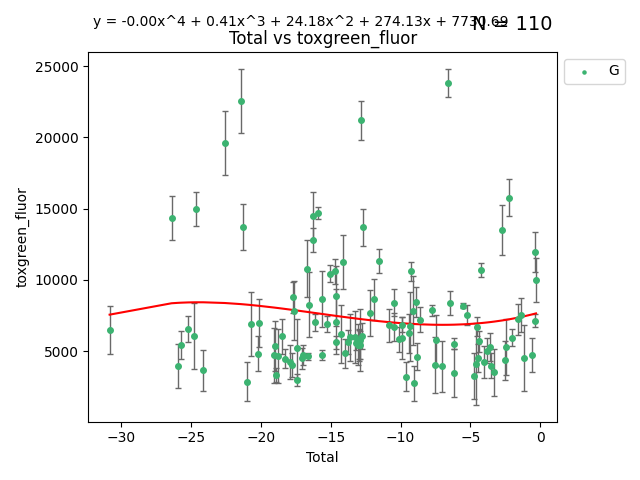 y = -0.00x^4 + 0.41x^3 + 24.18x^2 + 274.13x + 7730.69
N = 110
Total vs toxgreen_fluor
G
25000
20000
15000
10000
5000
toxgreen_fluor
−30 −25 −20 −15 −10 −5 0
Total